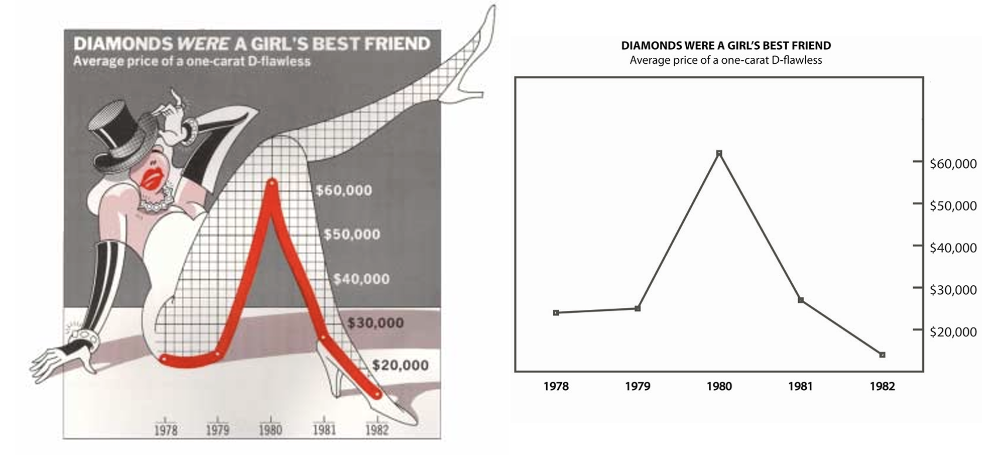 DIAMONDS WERE A GIRL'S BEST FRIEND
Average price of a one-carat D-flawless
$60,000
$50,000
$40,000
$30,000
$20,000
1978 1979 1980 1981 1982
DIAMONDS WERE A GIRL'S BEST FRIEND
Average price of a one-carat D-flawless
$60,000
$50,000
$40,000
$30,000
$20,000
1978 1979 1980 1981 1982